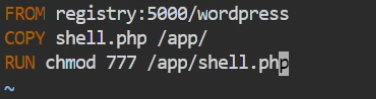 FROM registry:5000/wordpress
COPY shell.php /app/
RUN chmod 777 /app/shell.php
~